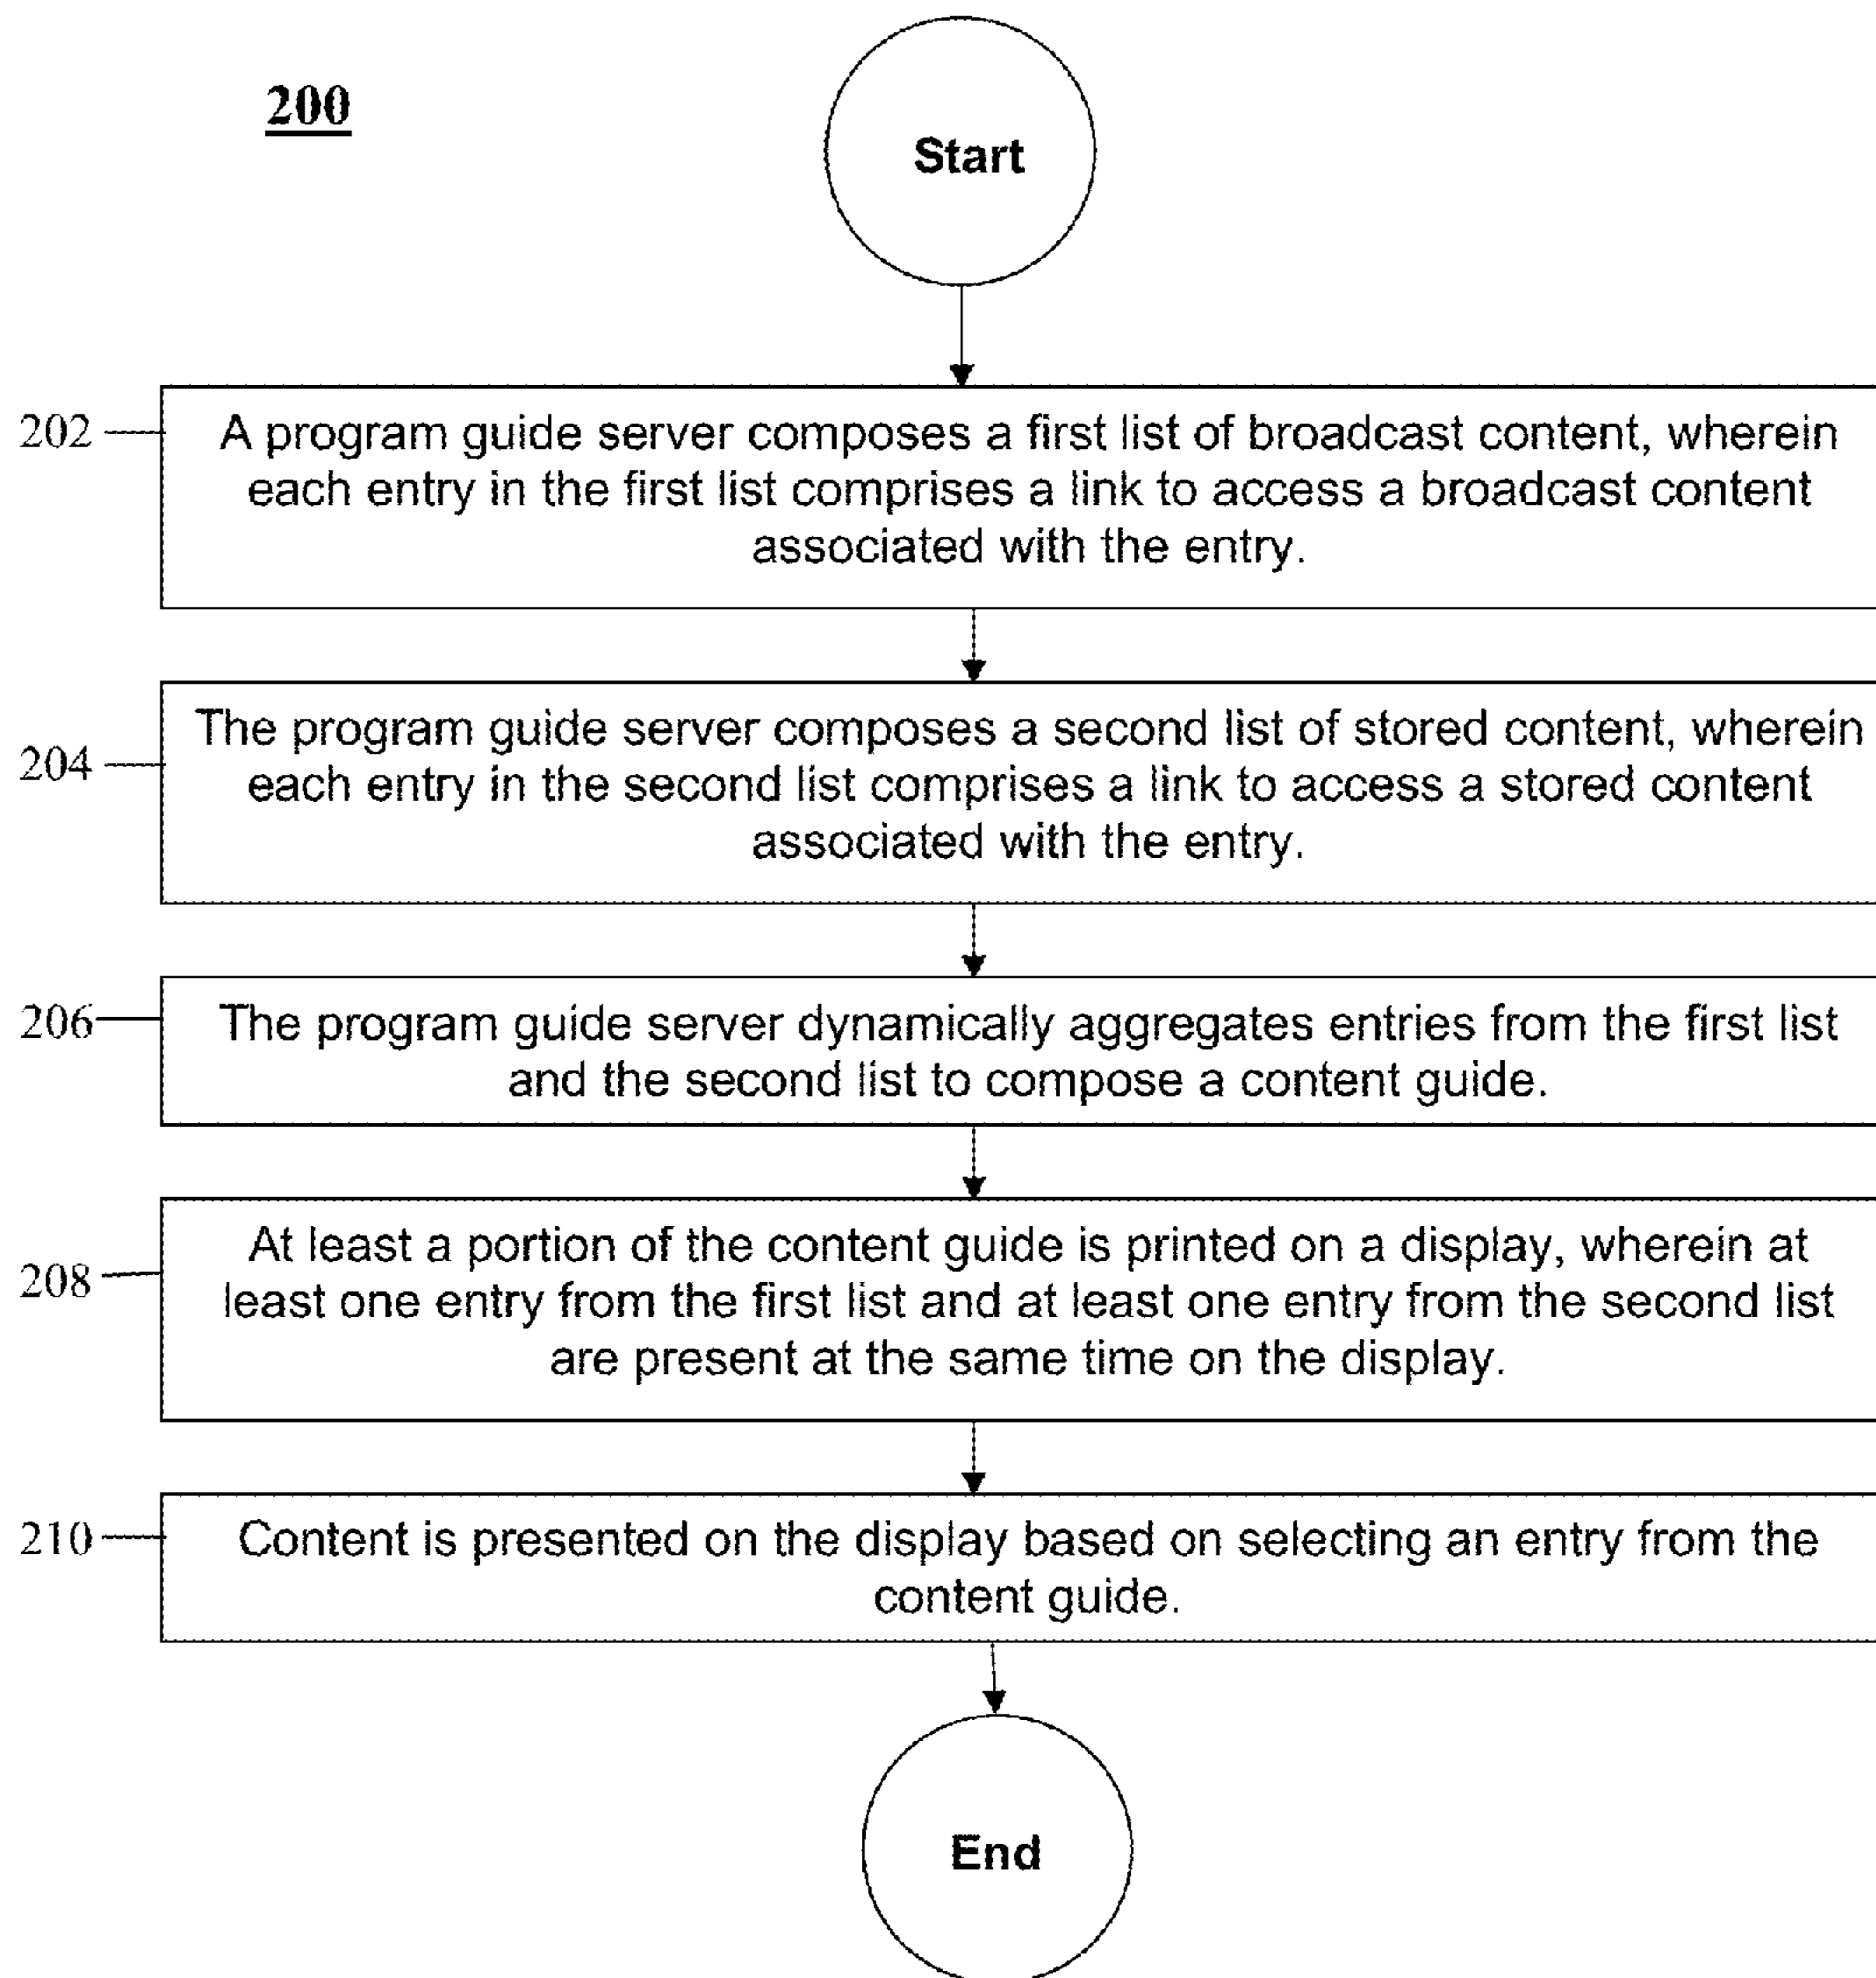 200
Start
202
A program guide server composes a first list of broadcast content, wherein
each entry in the first list comprises a link to access a broadcast content
associated with the entry.
204
The program guide server composes a second list of stored content, wherein
each entry in the second list comprises a link to access a stored content
associated with the entry.
206
The program guide server dynamically aggregates entries from the first list
and the second list to compose a content guide.
208
At least a portion of the content guide is printed on a display, wherein at
least one entry from the first list and at least one entry from the second list
are present at the same time on the display.
210
Content is presented on the display based on selecting an entry from the
content guide.
End